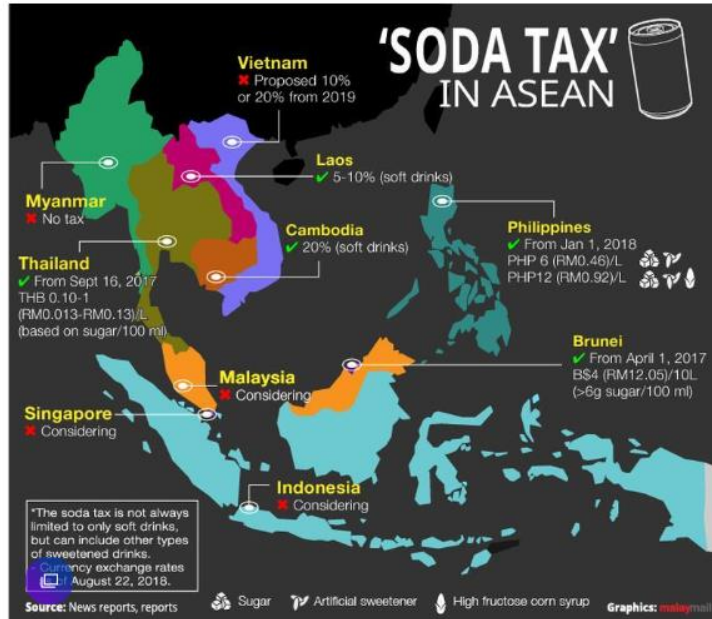 'SODA TAX'
IN ASEAN
Vietnam
✖ Proposed 10%
or 20% from 2019
Laos
✔ 5-10% (soft drinks)
Myanmar
✖ No tax
Cambodia
✔ 20% (soft drinks)
Philippines
✔ From Jan 1, 2018
PHP 6 (RM0.46)/L
PHP12 (RM0.92)/L
Thailand
✔ From Sept 16, 2017
THB 0.10-1
(RM0.013-RM0.13)/L
(based on sugar/100 ml)
Brunei
✔ From April 1, 2017
B$4 (RM12.05)/10L
(>6g sugar/100 ml)
Malaysia
✖ Considering
Singapore
✖ Considering
Indonesia
✖ Considering
*The soda tax is not always
limited to only soft drinks,
but can include other types
of sweetened drinks.
- Currency exchange rates
of August 22, 2018.
Source: News reports, reports
Sugar
Artificial sweetener
High fructose corn syrup
Graphics: malaymail